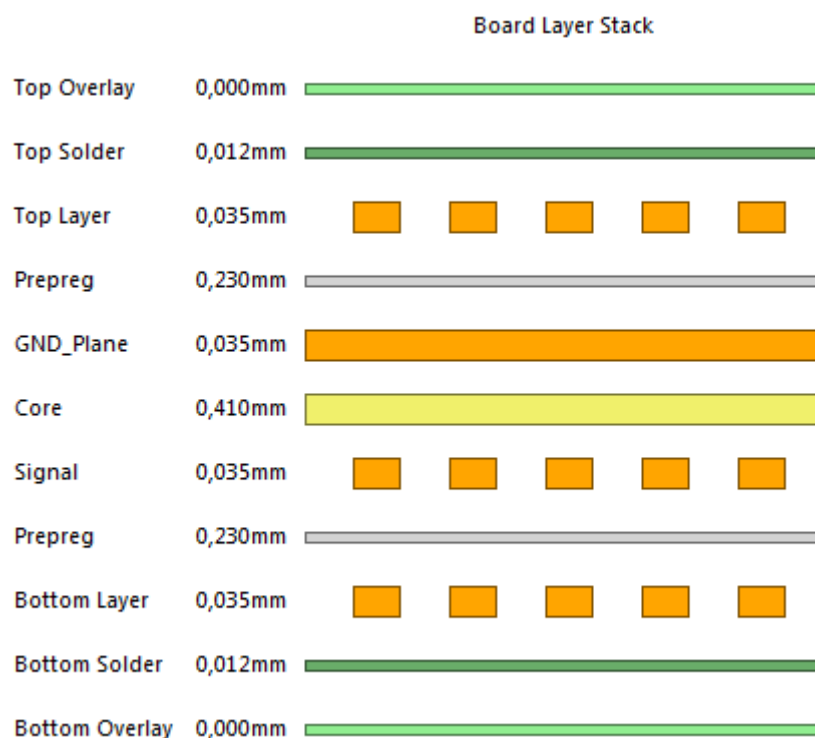 Board Layer Stack
Top Overlay 0,000mm
Top Solder 0,012mm
Top Layer 0,035mm
Prepreg 0,230mm
GND_Plane 0,035mm
Core 0,410mm
Signal 0,035mm
Prepreg 0,230mm
Bottom Layer 0,035mm
Bottom Solder 0,012mm
Bottom Overlay 0,000mm